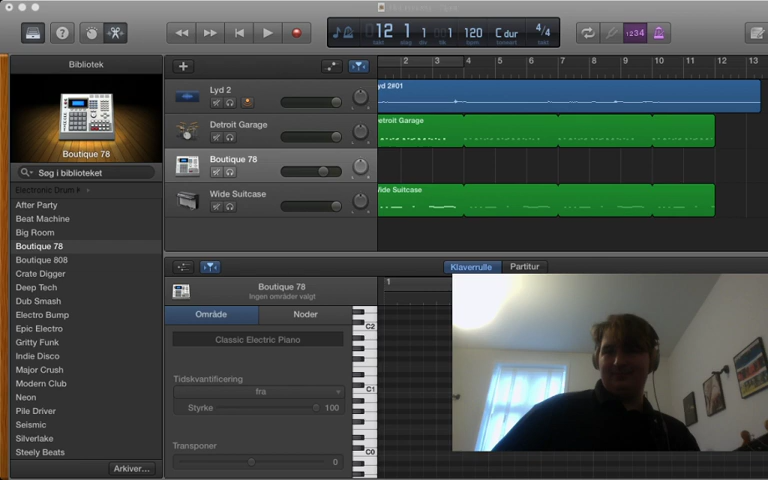 12
1
1
1
120
C dur
4/4
takt
slag
bpm
toneart
1234
Bibliotek
Boutique 78
Søg i biblioteket
Electronic Drum
After Party
Beat Machine
Big Room
Boutique 78
Boutique 808
Crate Digger
Deep Tech
Dub Smash
Electro Bump
Epic Electro
Gritty Funk
Indie Disco
Major Crush
Modern Club
Neon
Pile Driver
Seismic
Silverlake
Steely Beats
Arkiver...
Lyd 2
Detroit Garage
Boutique 78
Wide Suitcase
2 3 4 5 6 7 8 9 10 11 12 13
yd 2#01
etroit Garage
Wide Suitcase
Klaverrulle
Partitur
Boutique 78
Ingen områder valgt
1
Område
Noder
Classic Electric Piano
Tidskvantificering
fra
Styrke
100
Transponer
0
C2
C1
C0